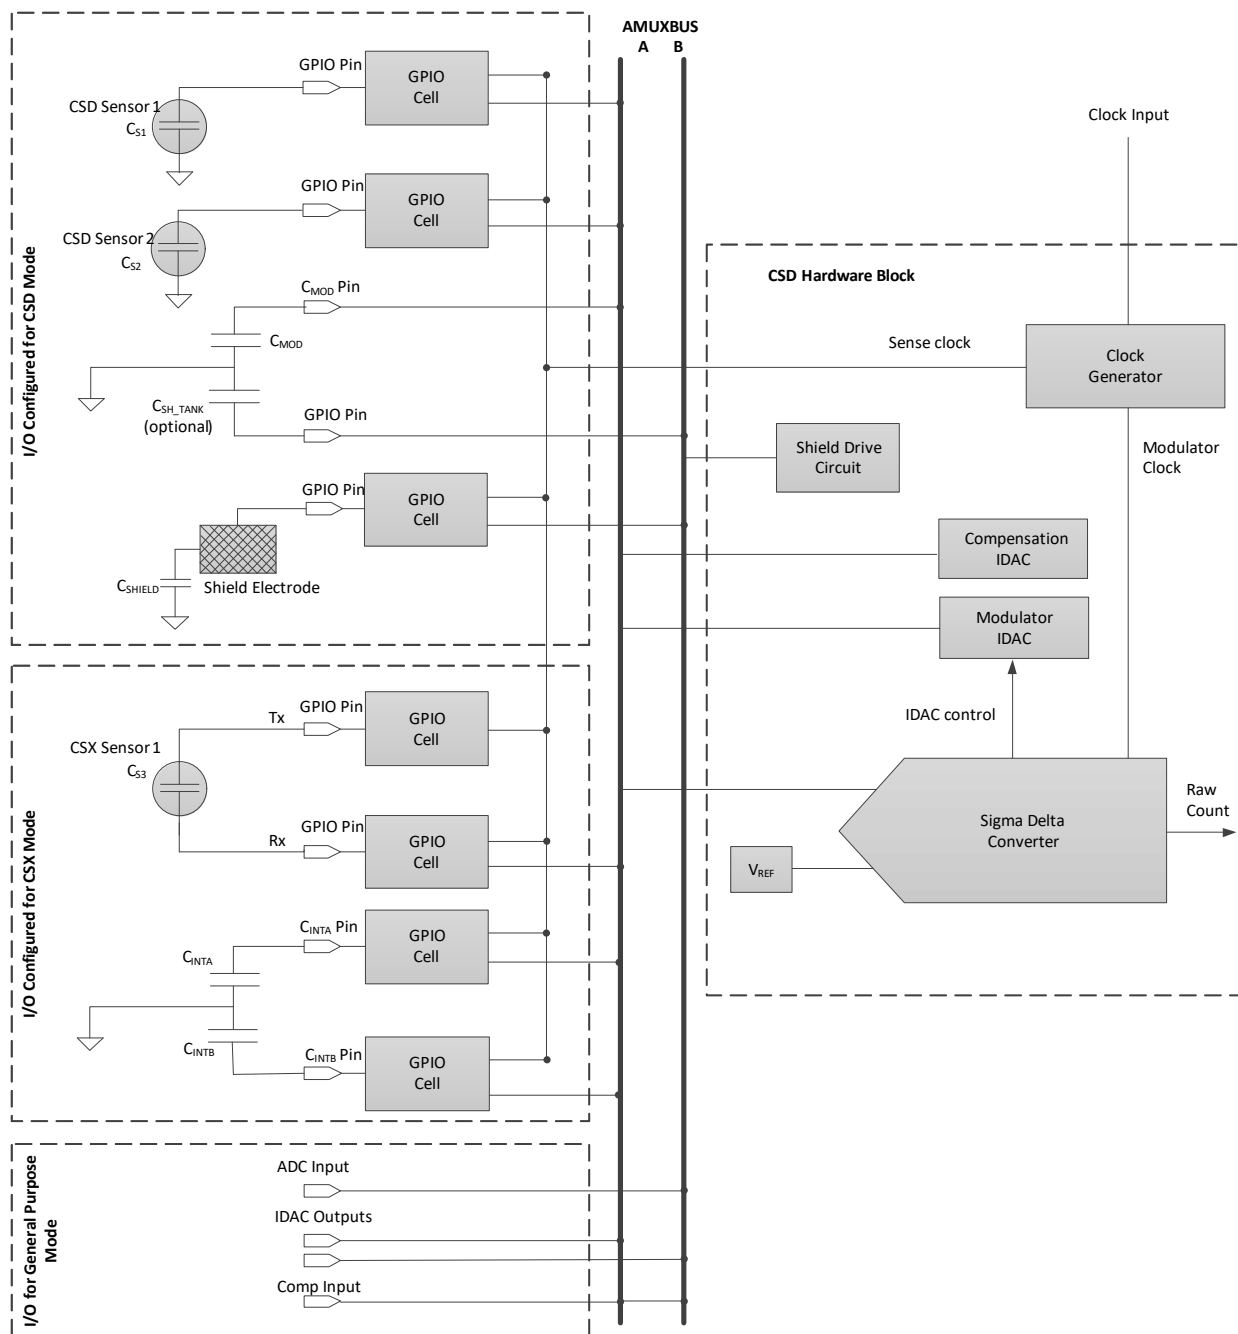 AMUXBUS
A B
GPIO Pin
GPIO
Cell
CSD Sensor 1
CS1
GPIO Pin
GPIO
Cell
CSD Sensor 2
CS2
CMOD Pin
CMOD
CSH_TANK
(optional)
GPIO Pin
GPIO Pin
GPIO
Cell
CSHIELD
Shield Electrode
I/O Configured for CSD Mode
Clock Input
CSD Hardware Block
Sense clock
Clock
Generator
Shield Drive
Circuit
Modulator
Clock
Compensation
IDAC
Modulator
IDAC
IDAC control
Sigma Delta
Converter
Raw
Count
VREF
GPIO Pin
Tx
GPIO
Cell
CSX Sensor 1
CS3
GPIO Pin
Rx
GPIO
Cell
CINTA Pin
GPIO
Cell
CINTA
CINTB
CINTB Pin
GPIO
Cell
I/O Configured for CSX Mode
ADC Input
IDAC Outputs
Comp Input
I/O for General Purpose
Mode